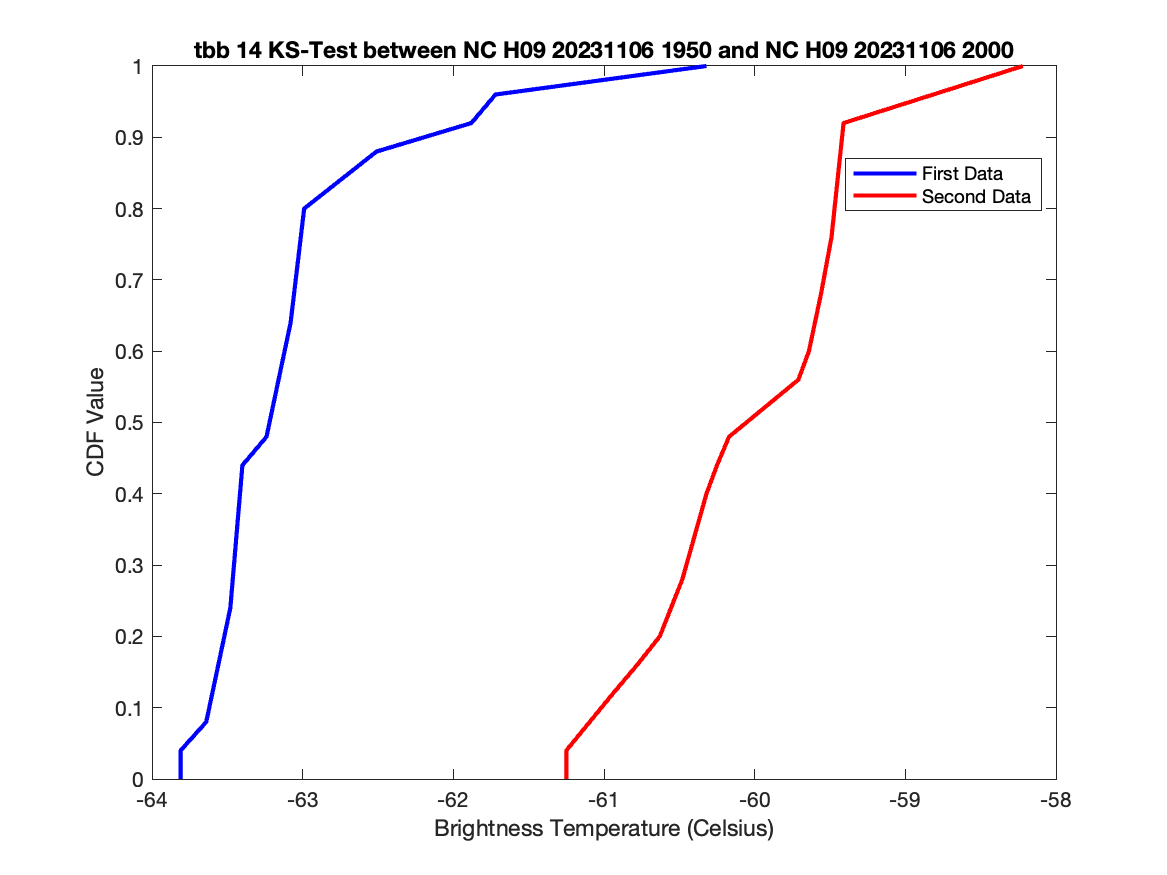 tbb 14 KS-Test between NC H09 20231106 1950 and NC H09 20231106 2000
1
0.9
0.8
0.7
0.6
0.5
0.4
0.3
0.2
0.1
0
CDF Value
First Data
Second Data
-64 -63 -62 -61 -60 -59 -58
Brightness Temperature (Celsius)